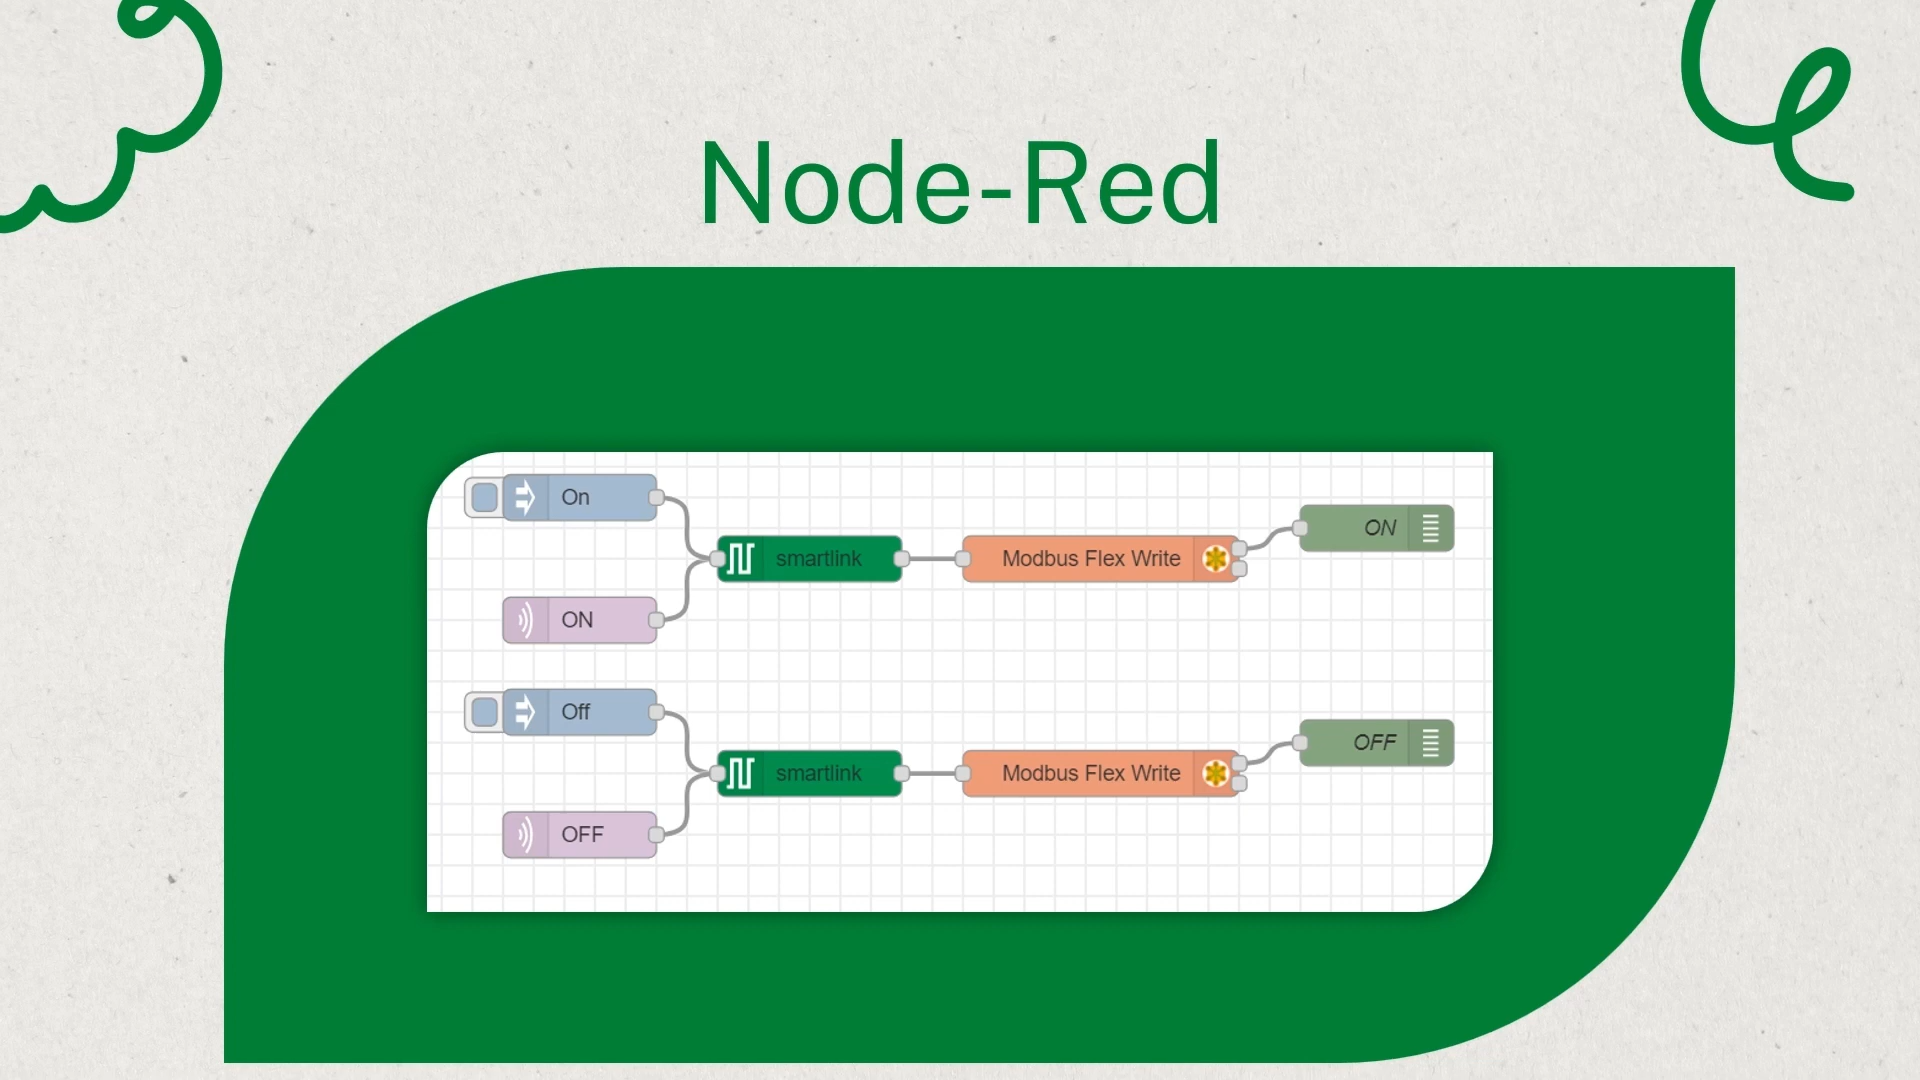 Node-Red
On
ON
smartlink
Modbus Flex Write
ON
Off
OFF
smartlink
Modbus Flex Write
OFF